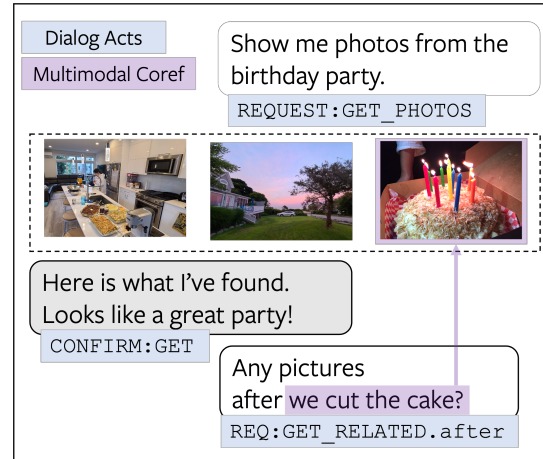 Dialog Acts
Multimodal Coref
Show me photos from the
birthday party.
REQUEST:GET_PHOTOS
Here is what I've found.
Looks like a great party!
CONFIRM:GET
Any pictures
after we cut the cake?
REQ:GET_RELATED.after